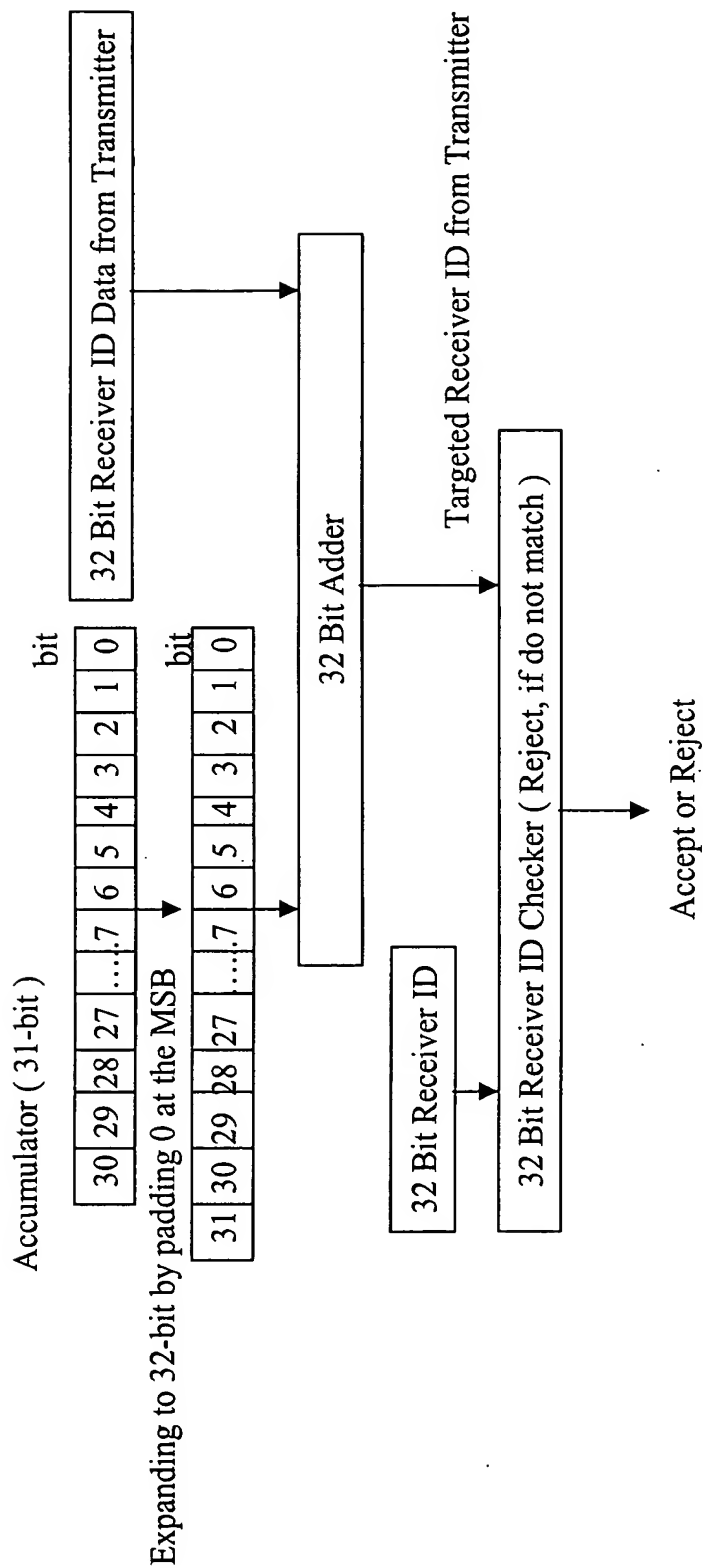 Accumulator ( 31-bit )
bit
30 29 28 27 .....7 6 5 4 3 2 1 0
32 Bit Receiver ID Data from Transmitter
Expanding to 32-bit by padding 0 at the MSB
bit
31 30 29 28 27 .....7 6 5 4 3 2 1 0
32 Bit Adder
32 Bit Receiver ID
Targeted Receiver ID from Transmitter
32 Bit Receiver ID Checker ( Reject, if do not match )
Accept or Reject